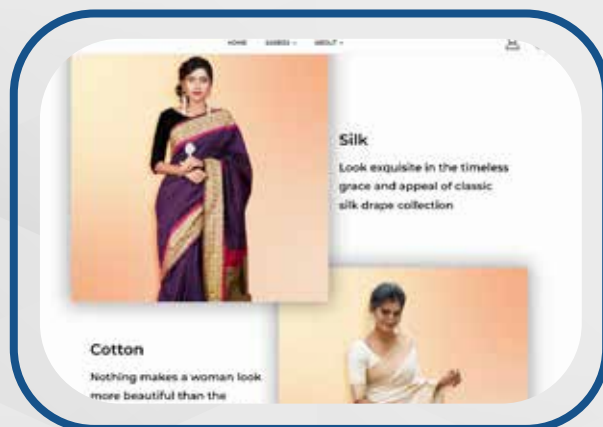 HOME SAREES ABOUT
Silk
Look exquisite in the timeless
grace and appeal of classic
silk drape collection
Cotton
Nothing makes a woman look
more beautiful than the